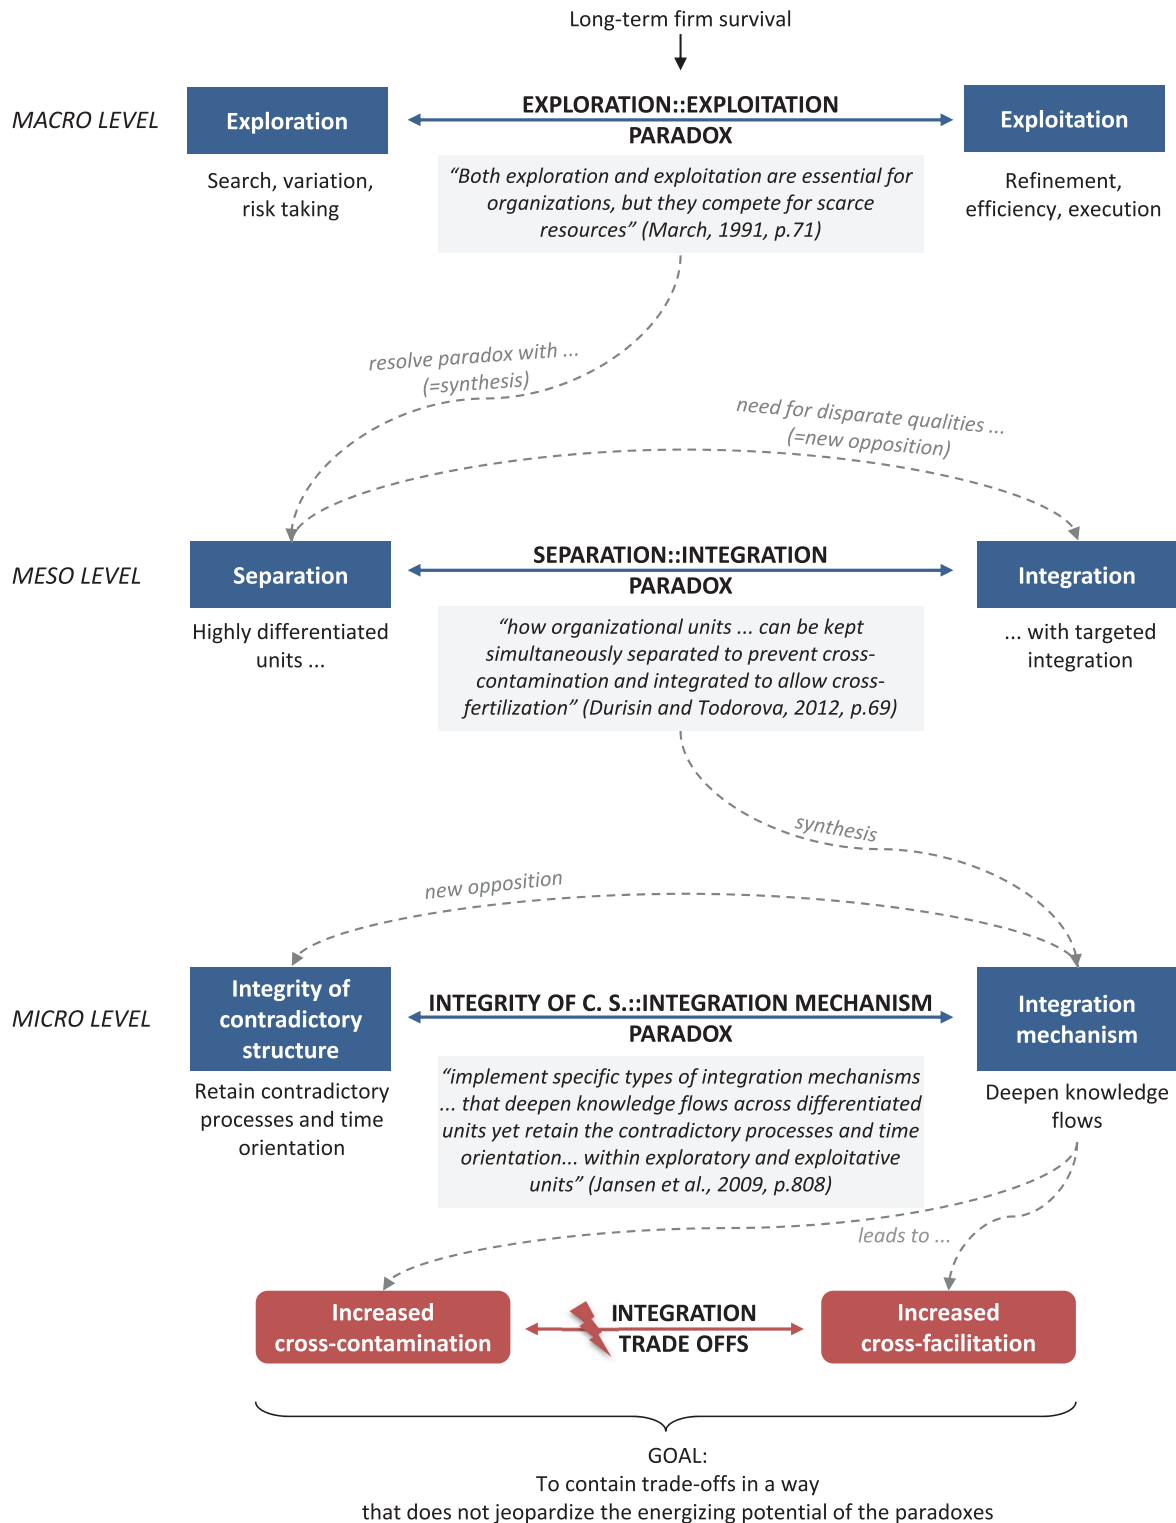 Long-term firm survival
MACRO LEVEL
Exploration
EXPLORATION::EXPLOITATION
PARADOX
Exploitation
Search, variation,
risk taking
“Both exploration and exploitation are essential for
organizations, but they compete for scarce
resources” (March, 1991, p.71)
Refinement,
efficiency, execution
resolve paradox with ...
(=synthesis)
need for disparate qualities ...
(=new opposition)
MESO LEVEL
Separation
SEPARATION::INTEGRATION
PARADOX
Integration
Highly differentiated
units ...
“how organizational units ... can be kept
simultaneously separated to prevent cross-
contamination and integrated to allow cross-
fertilization” (Durisin and Todorova, 2012, p.69)
... with targeted
integration
synthesis
new opposition
MICRO LEVEL
Integrity of
contradictory
structure
INTEGRITY OF C. S.::INTEGRATION MECHANISM
PARADOX
Integration
mechanism
Retain contradictory
processes and time
orientation
“implement specific types of integration mechanisms
... that deepen knowledge flows across differentiated
units yet retain the contradictory processes and time
orientation... within exploratory and exploitative
units” (Jansen et al., 2009, p.808)
Deepen knowledge
flows
leads to ...
Increased
cross-contamination
INTEGRATION
TRADE OFFS
Increased
cross-facilitation
GOAL:
To contain trade-offs in a way
that does not jeopardize the energizing potential of the paradoxes